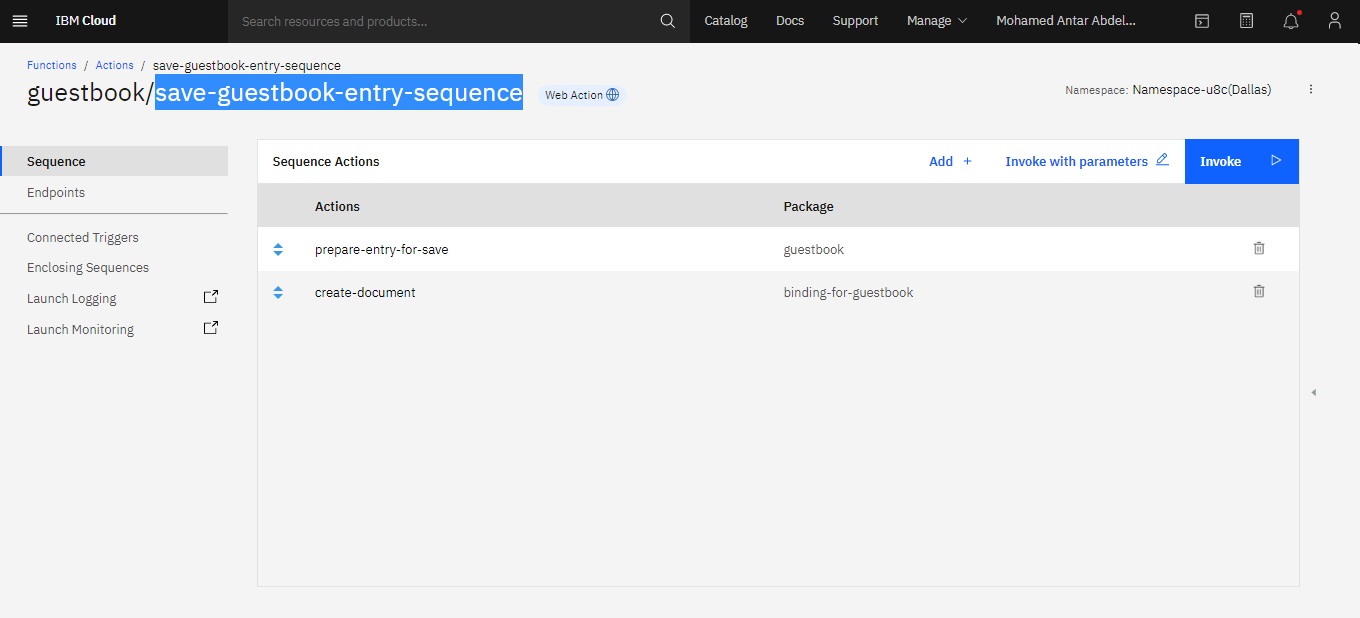 IBM Cloud Search resources and products... Catalog Docs Support Manage Mohamed Antar Abdel...
Functions / Actions / save-guestbook-entry-sequence
guestbook/save-guestbook-entry-sequence Web Action Namespace: Namespace-u8c(Dallas)
Sequence
Endpoints
Connected Triggers
Enclosing Sequences
Launch Logging
Launch Monitoring
Sequence Actions Add + Invoke with parameters Invoke
Actions Package
prepare-entry-for-save guestbook
create-document binding-for-guestbook